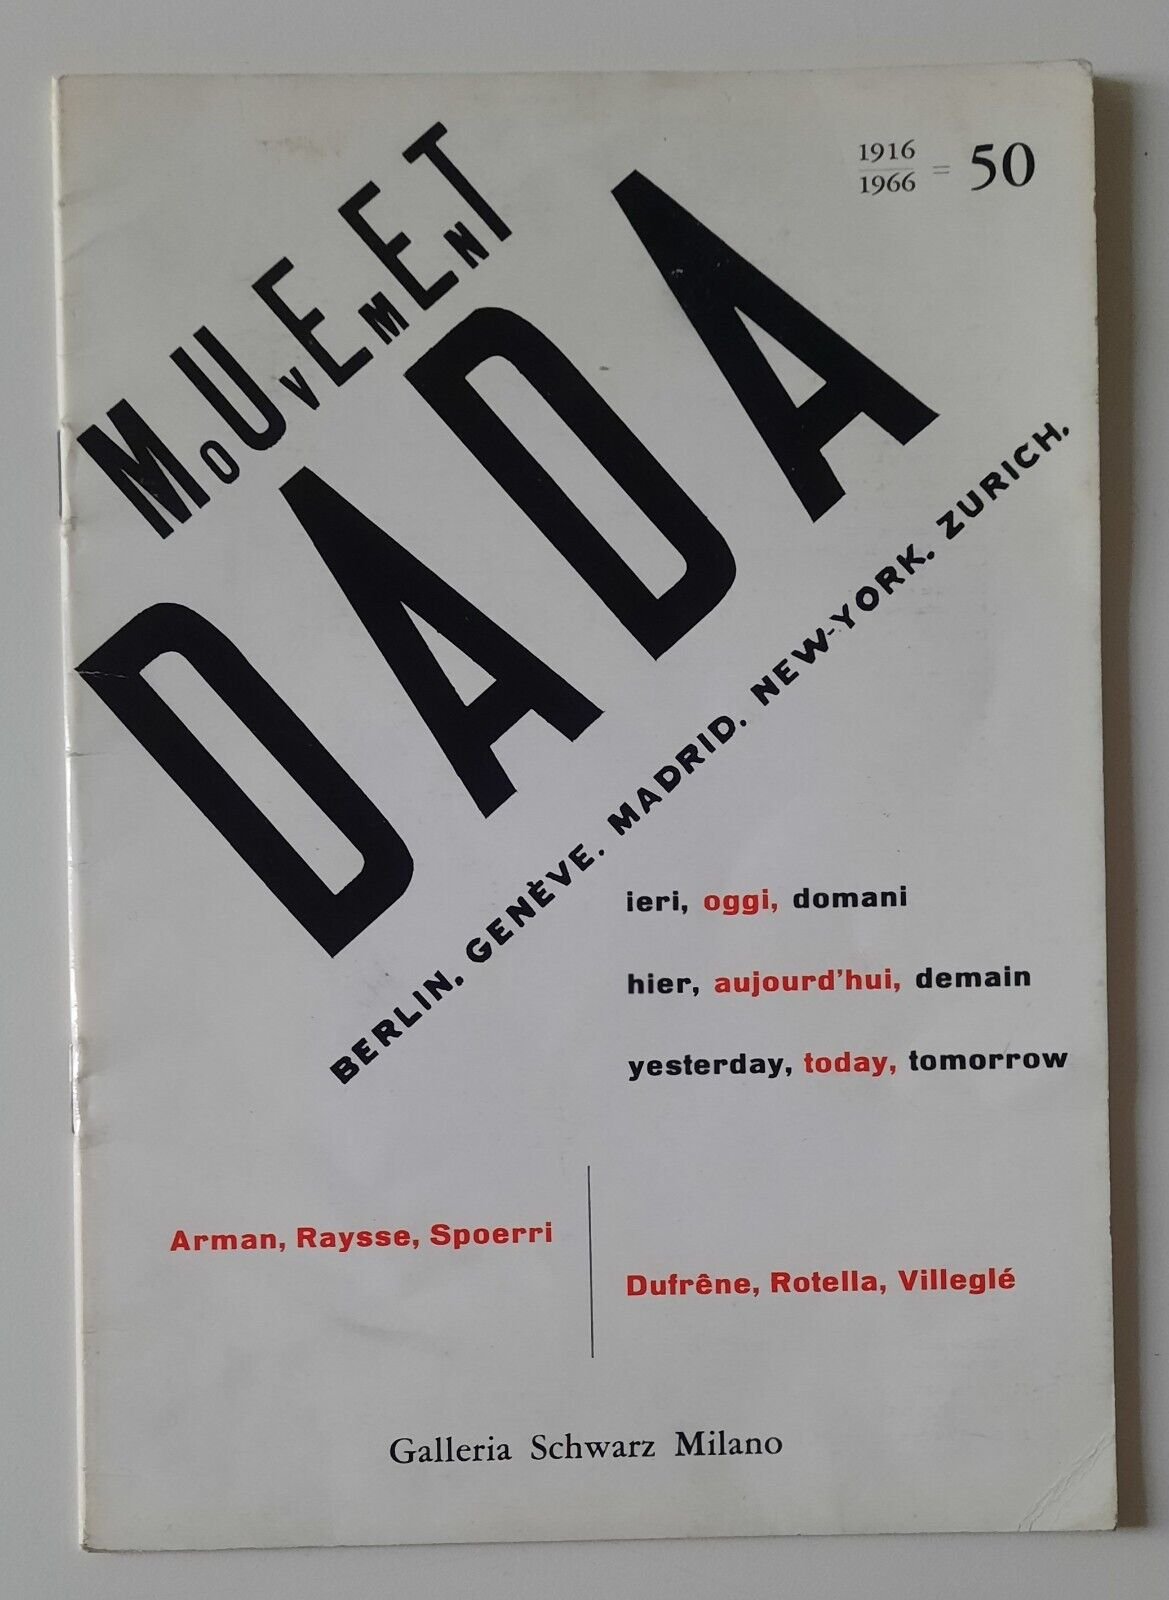 1916
1966 = 50
MOUVEMENT
DADA
BERLIN. GENÈVE. MADRID. NEW-YORK. ZURICH.
ieri, oggi, domani
hier, aujourd'hui, demain
yesterday, today, tomorrow
Arman, Raysse, Spoerri
Dufrêne, Rotella, Villeglé
Galleria Schwarz Milano